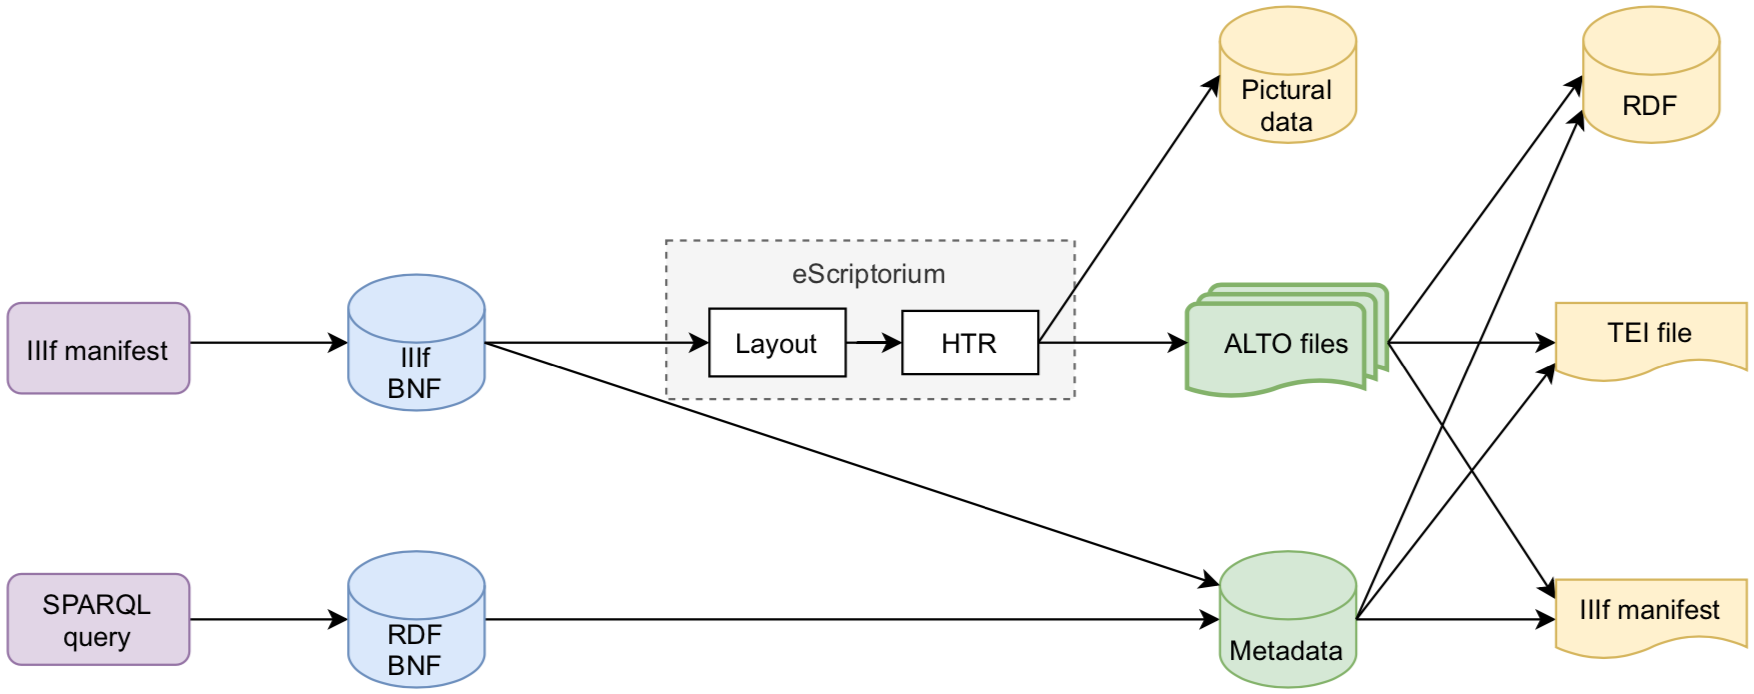 Pictural
data
RDF
eScriptorium
IIIf manifest
IIIf
BNF
Layout
HTR
ALTO files
TEI file
SPARQL
query
RDF
BNF
Metadata
IIIf manifest